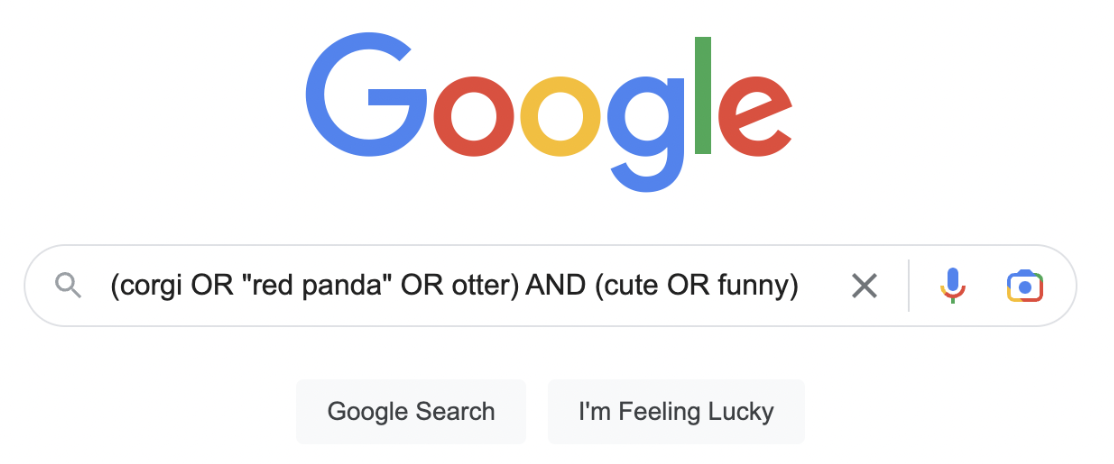 Google
(corgi OR "red panda" OR otter) AND (cute OR funny)
Google Search
I'm Feeling Lucky